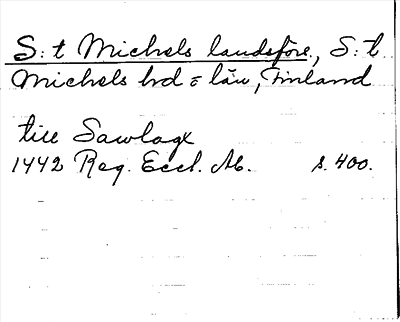 S:t Michels landsförs., S:t
Michels hd o län, Finland
till Sawlagx
1442 Reg. Eccl. Ab. s. 400.